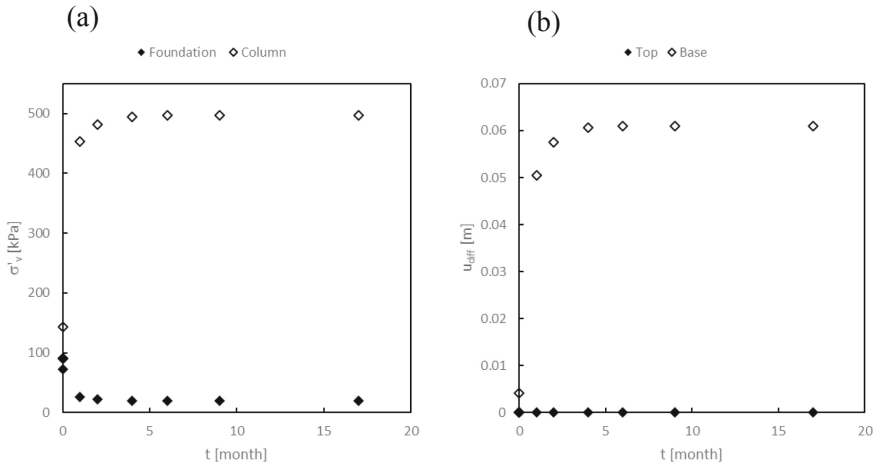 (a)
◆ Foundation ◇ Column
500
400
300
200
100
0
σ'v [kPa]
0 5 10 15 20
t [month]
(b)
◆ Top ◇ Base
0.07
0.06
0.05
0.04
0.03
0.02
0.01
0
udiff [m]
0 5 10 15 20
t [month]